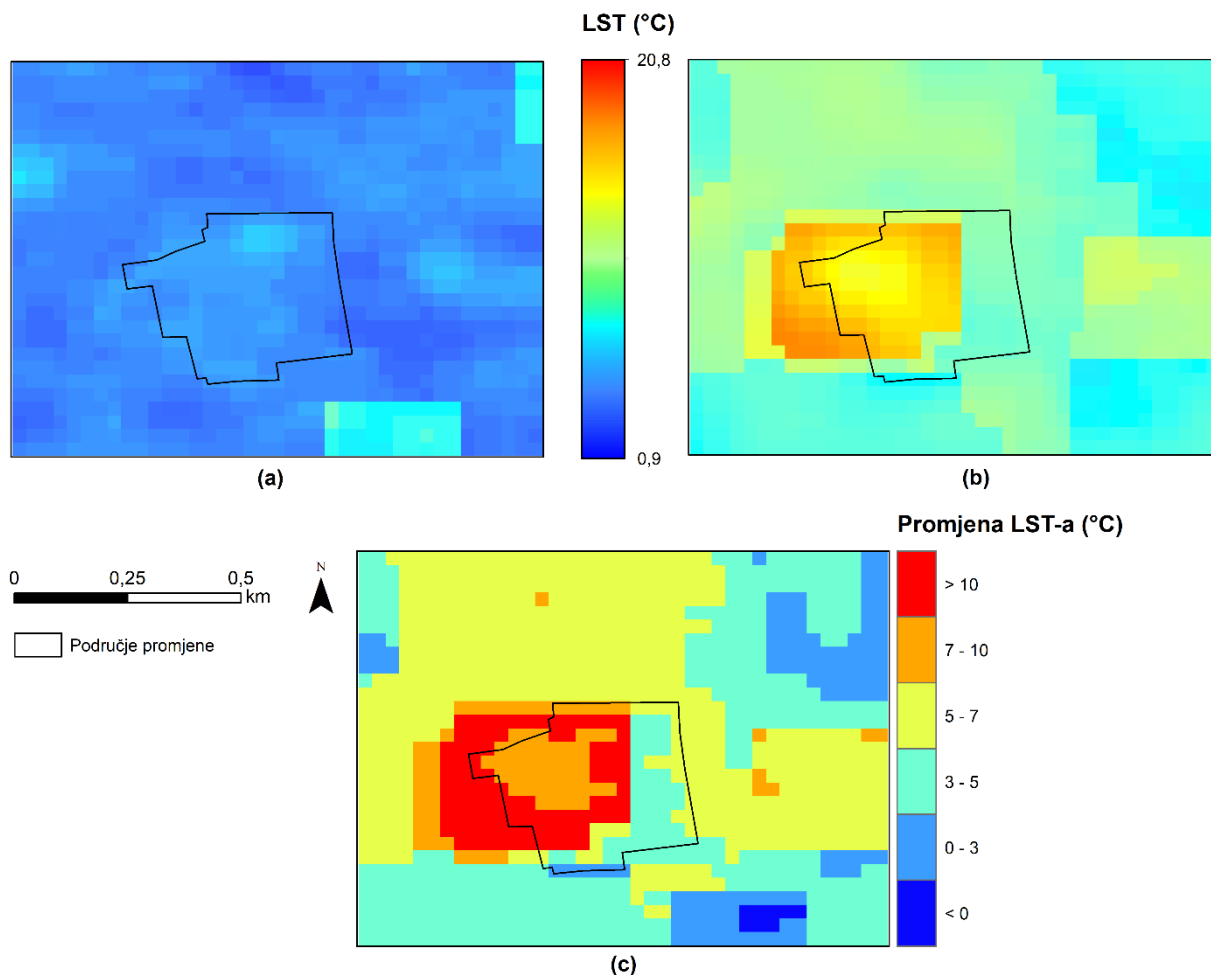 LST (°C)
20,8
0,9
(a)
(b)
Promjena LST-a (°C)
> 10
7 - 10
5 - 7
3 - 5
0 - 3
< 0
0 0,25 0,5
km
N
Područje promjene
(c)